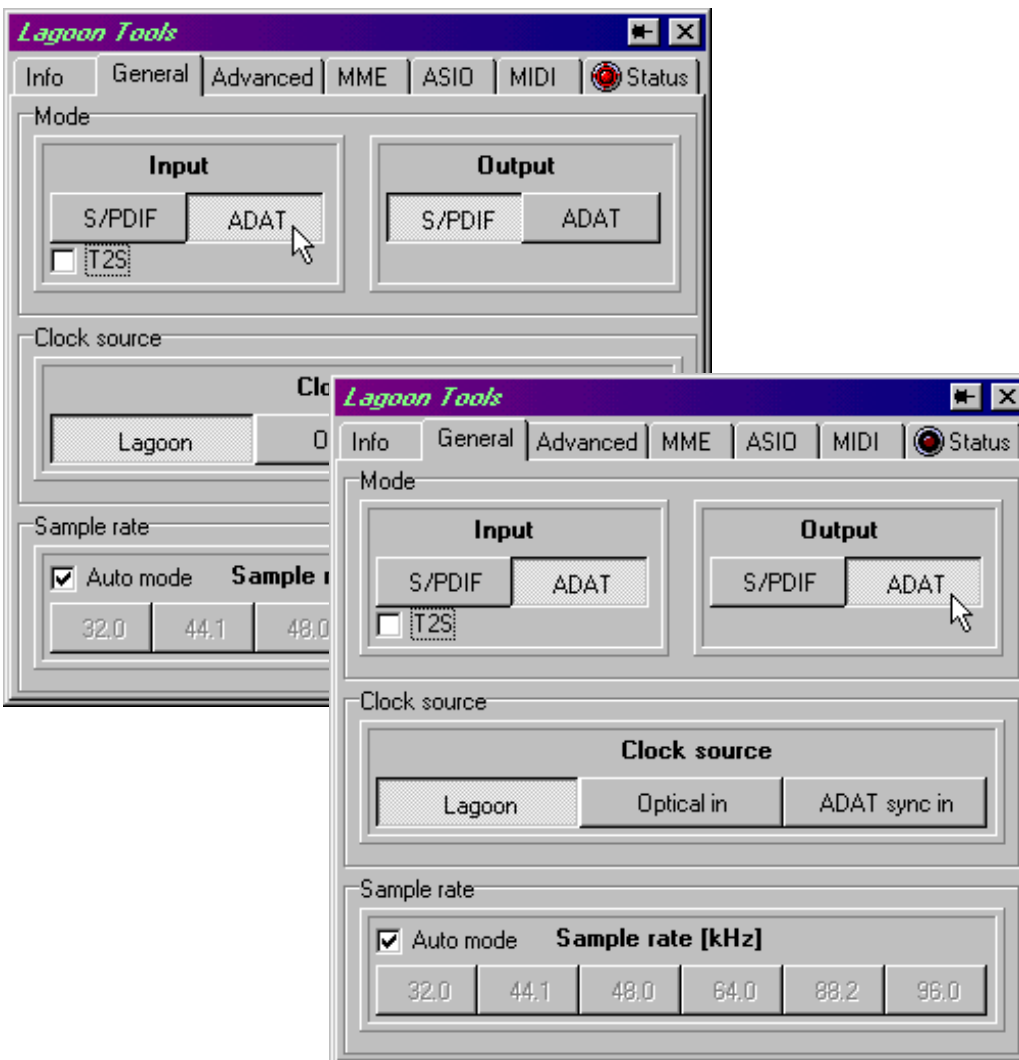 Lagoon Tools
Info General Advanced MME ASIO MIDI Status
Mode
Input Output
S/PDIF ADAT S/PDIF ADAT
T2S
Clock source
Lagoon
Sample rate
Auto mode Sample
32.0 44.1 48.0
Lagoon Tools
Info General Advanced MME ASIO MIDI Status
Mode
Input Output
S/PDIF ADAT S/PDIF ADAT
T2S
Clock source
Clock source
Lagoon Optical in ADAT sync in
Sample rate
Auto mode Sample rate [kHz]
32.0 44.1 48.0 64.0 88.2 96.0